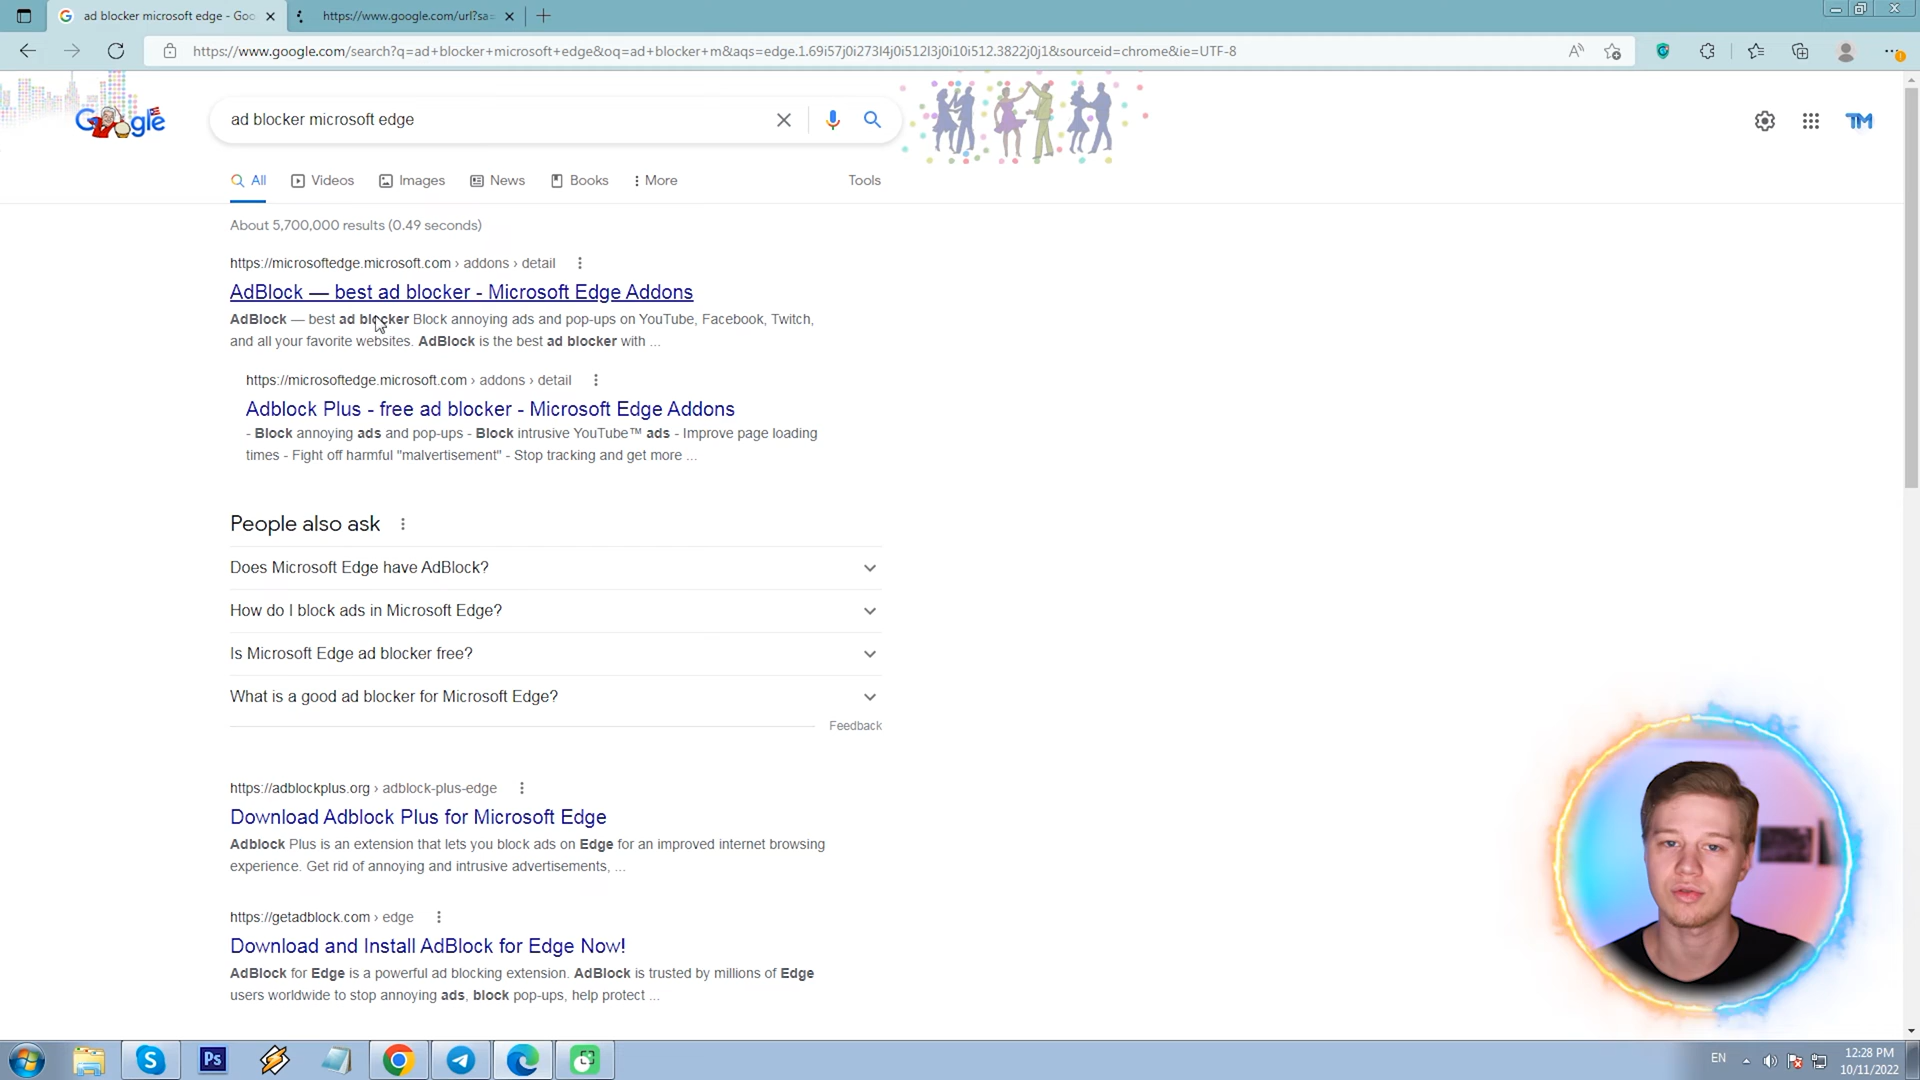 ad blocker microsoft edge - Goo
https://www.google.com/url?sa=
https://www.google.com/search?q=ad+blocker+microsoft+edge&oq=ad+blocker+m&aqs=edge.1.69i57j0i273l4j0i512l3j0i10i512.3822j0j1&sourceid=chrome&ie=UTF-8
ad blocker microsoft edge
TM
All
Videos
Images
News
Books
More
Tools
About 5,700,000 results (0.49 seconds)
https://microsoftedge.microsoft.com › addons › detail
AdBlock — best ad blocker - Microsoft Edge Addons
AdBlock — best ad blocker Block annoying ads and pop-ups on YouTube, Facebook, Twitch,
and all your favorite websites. AdBlock is the best ad blocker with ...
https://microsoftedge.microsoft.com › addons › detail
Adblock Plus - free ad blocker - Microsoft Edge Addons
- Block annoying ads and pop-ups - Block intrusive YouTube™ ads - Improve page loading
times - Fight off harmful "malvertisement" - Stop tracking and get more ...
People also ask
Does Microsoft Edge have AdBlock?
How do I block ads in Microsoft Edge?
Is Microsoft Edge ad blocker free?
What is a good ad blocker for Microsoft Edge?
Feedback
https://adblockplus.org › adblock-plus-edge
Download Adblock Plus for Microsoft Edge
Adblock Plus is an extension that lets you block ads on Edge for an improved internet browsing
experience. Get rid of annoying and intrusive advertisements, ...
https://getadblock.com › edge
Download and Install AdBlock for Edge Now!
AdBlock for Edge is a powerful ad blocking extension. AdBlock is trusted by millions of Edge
users worldwide to stop annoying ads, block pop-ups, help protect ...
Ps
EN
12:28 PM
10/11/2022